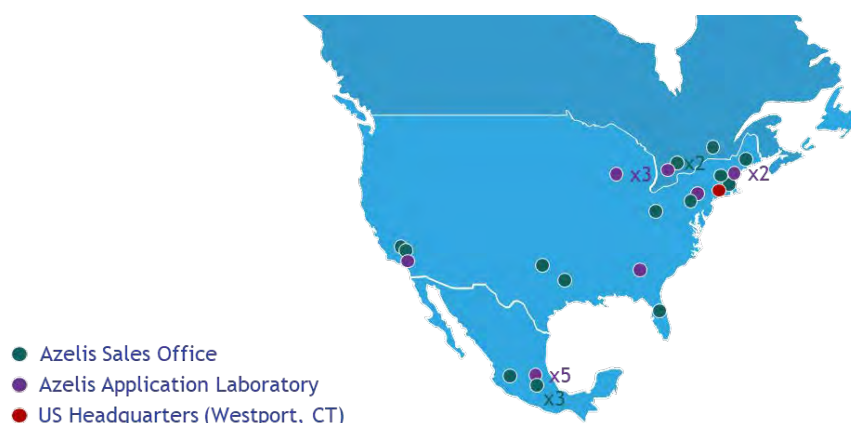 x2
x3
x2
Azelis Sales Office
Azelis Application Laboratory
x5
x3
US Headquarters (Westport, CT)